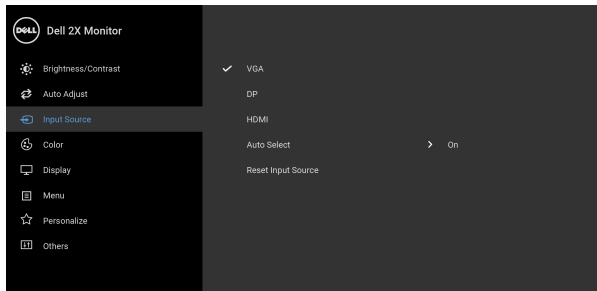 DELL Dell 2X Monitor
Brightness/Contrast VGA
Auto Adjust DP
Input Source HDMI
Color Auto Select On
Display Reset Input Source
Menu
Personalize
Others